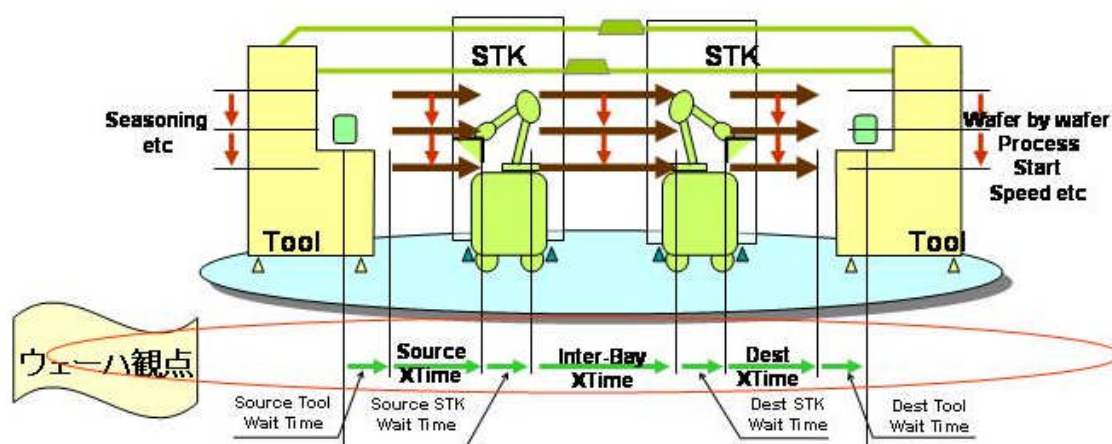 STK
STK
Seasoning
etc
Wafer by wafer
Process
Start
Speed etc
Tool
Tool
ウェーハ観点
Source
XTime
Inter-Bay
XTime
Dest
XTime
Source Tool
Wait Time
Source STK
Wait Time
Dest STK
Wait Time
Dest Tool
Wait Time